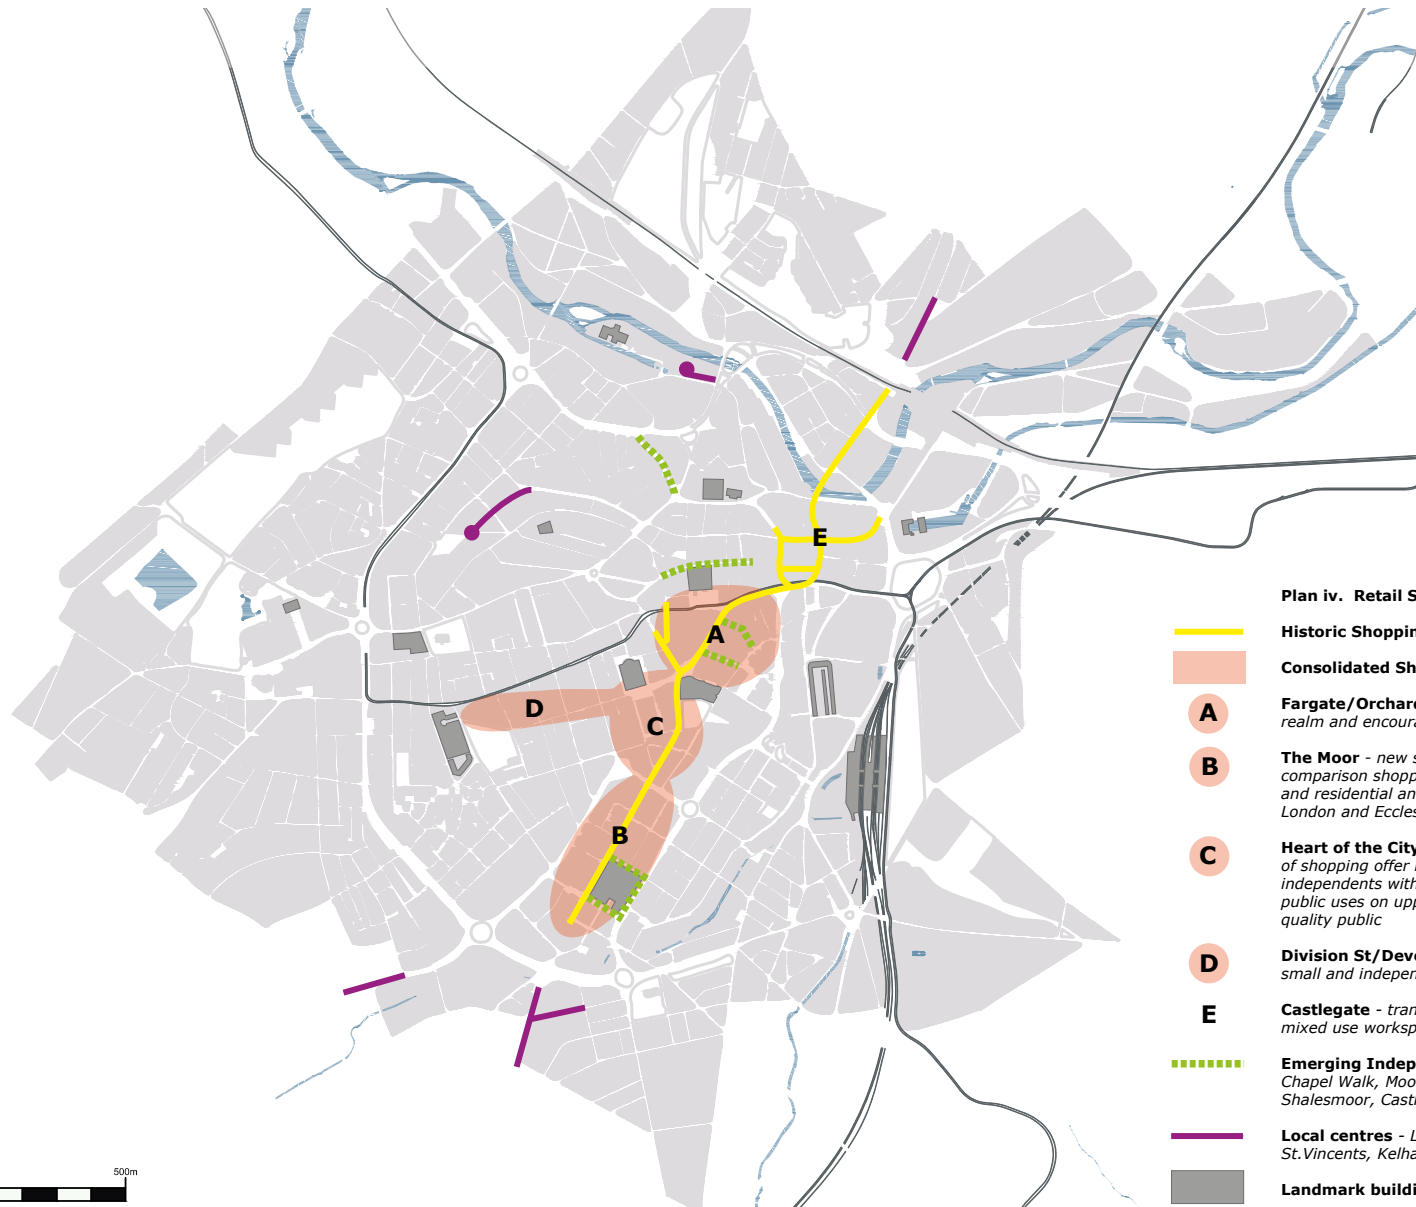 E
A
D
C
B
500m
Plan iv. Retail S
Historic Shoppin
Consolidated Sh
A
Fargate/Orchard
realm and encoura
B
The Moor - new s
comparison shopp
and residential an
London and Eccles
C
Heart of the City
of shopping offer
independents with
public uses on upp
quality public
D
Division St/Deve
small and indepen
E
Castlegate - tran
mixed use worksp
Emerging Indep
Chapel Walk, Moo
Shalesmoor, Castl
Local centres - L
St.Vincents, Kelha
Landmark buildi